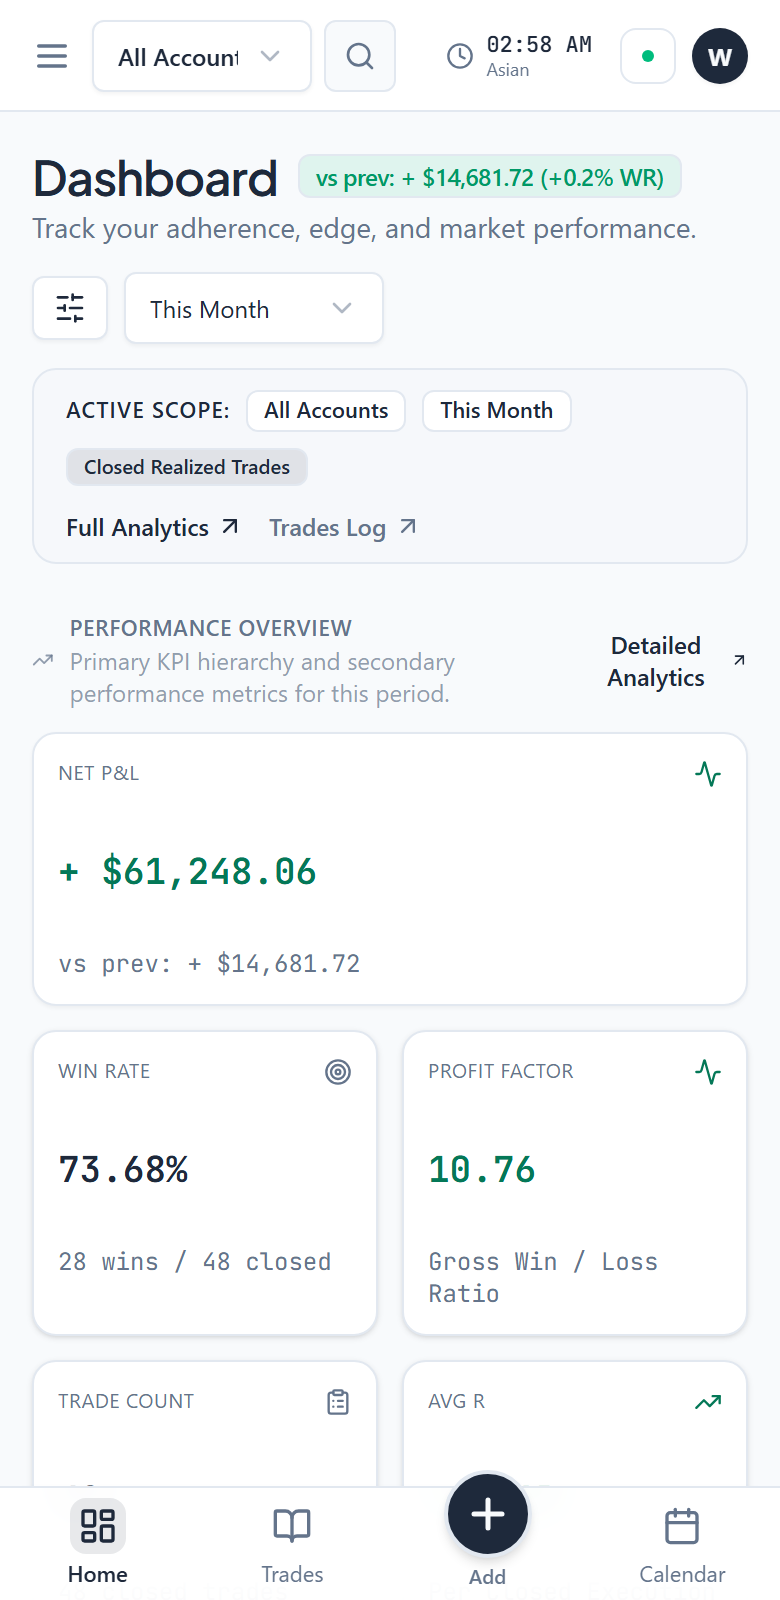 All Account
02:58 AM
Asian
W
Dashboard
vs prev: + $14,681.72 (+0.2% WR)
Track your adherence, edge, and market performance.
This Month
ACTIVE SCOPE:
All Accounts
This Month
Closed Realized Trades
Full Analytics
Trades Log
PERFORMANCE OVERVIEW
Primary KPI hierarchy and secondary
performance metrics for this period.
Detailed
Analytics
NET P&L
+ $61,248.06
vs prev: + $14,681.72
WIN RATE
73.68%
28 wins / 48 closed
PROFIT FACTOR
10.76
Gross Win / Loss
Ratio
TRADE COUNT
AVG R
Home
Trades
Add
Calendar